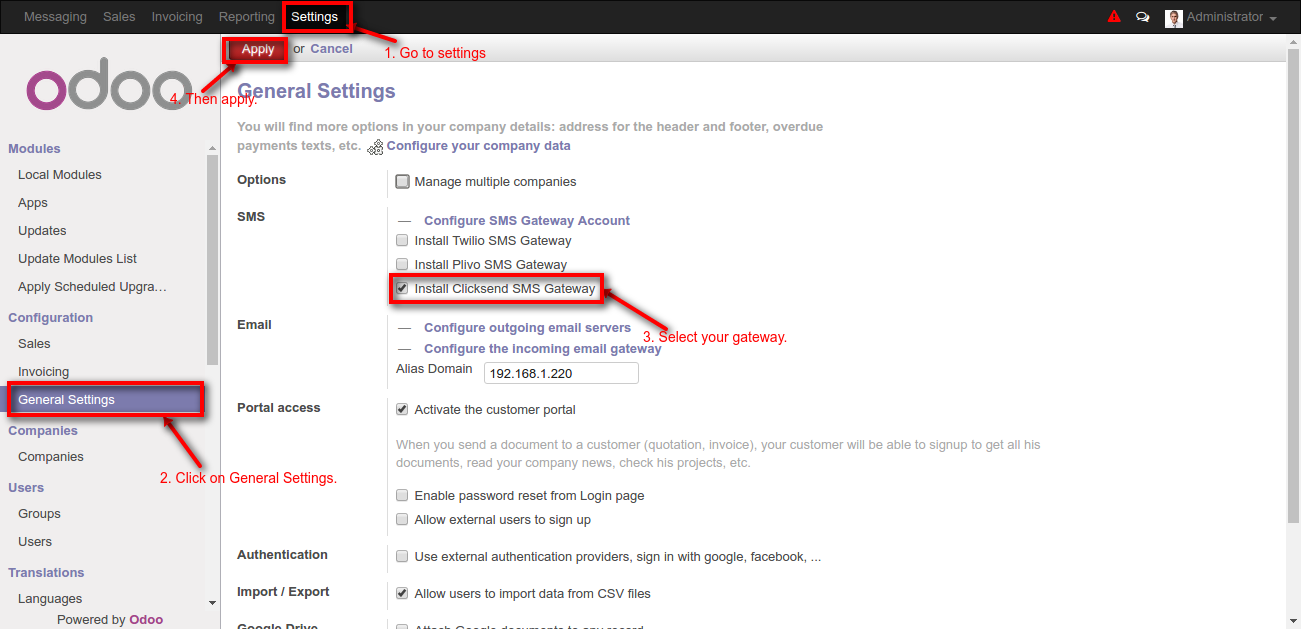 Messaging Sales Invoicing Reporting Settings Administrator
Apply or Cancel
1. Go to settings
odoo
4. Then apply.
General Settings
You will find more options in your company details: address for the header and footer, overdue
payments texts, etc. Configure your company data
Modules
Local Modules
Apps
Updates
Update Modules List
Apply Scheduled Upgra…
Configuration
Sales
Invoicing
General Settings
Companies
Companies
2. Click on General Settings.
Users
Groups
Users
Translations
Languages
Powered by Odoo
Options
Manage multiple companies
SMS
Configure SMS Gateway Account
Install Twilio SMS Gateway
Install Plivo SMS Gateway
Install Clicksend SMS Gateway
3. Select your gateway.
Email
Configure outgoing email servers
Configure the incoming email gateway
Alias Domain 192.168.1.220
Portal access
Activate the customer portal
When you send a document to a customer (quotation, invoice), your customer will be able to signup to get all his
documents, read your company news, check his projects, etc.
Enable password reset from Login page
Allow external users to sign up
Authentication
Use external authentication providers, sign in with google, facebook, ...
Import / Export
Allow users to import data from CSV files
Google Drive
Attach Google documents to any record